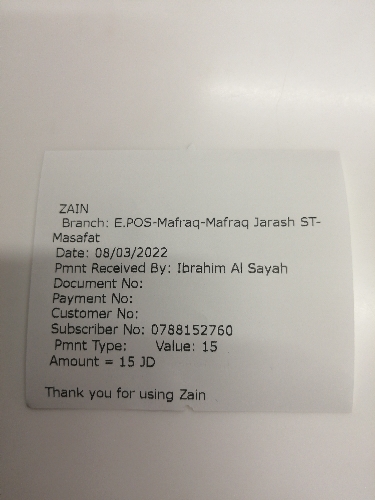 ZAIN
Branch: E.POS-Mafraq-Mafraq Jarash ST-
Masafat
Date: 08/03/2022
Pmnt Received By: Ibrahim Al Sayah
Document No:
Payment No:
Customer No:
Subscriber No: 0788152760
Pmnt Type: Value: 15
Amount = 15 JD
Thank you for using Zain